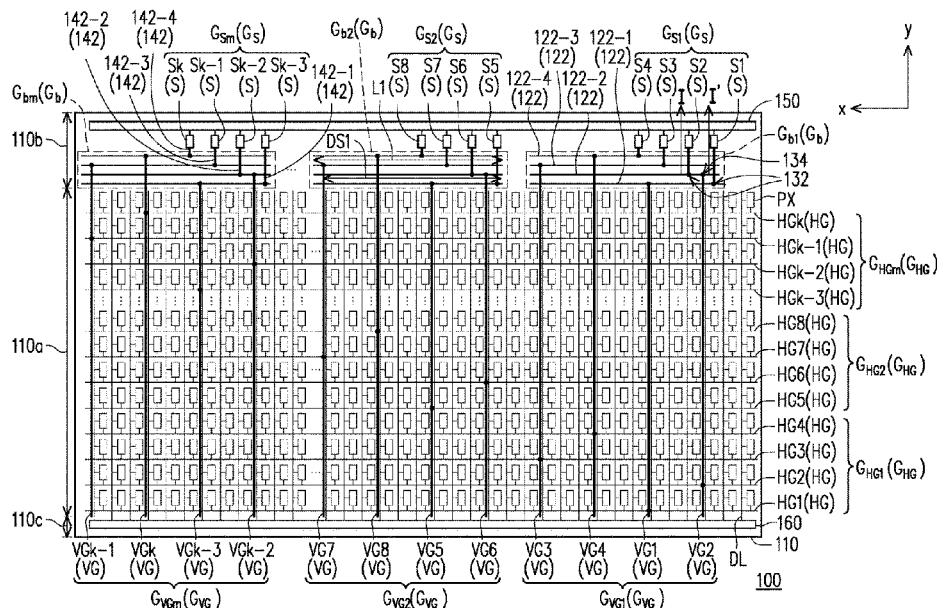 142-2 (142)
142-4 (142)
142-3 (142)
GSm(GS)
Sk (S)
Sk-1 (S)
Sk-2 (S)
Sk-3 (S)
142-1 (142)
Gb2(Gb)
L1
GS2(GS)
S8 (S)
S7 (S)
S6 (S)
S5 (S)
122-4 (122)
122-3 (122)
122-2 (122)
122-1 (122)
GS1(GS)
S4 (S)
S3 (S)
S2 (S)
S1 (S)
I
I'
y
x
Gbm(Gb)
150
110b
DS1
Gb1(Gb)
134
132
PX
HGk(HG)
HGk-1(HG)
HGk-2(HG)
HGk-3(HG)
GHGm(GHG)
110a
HG8(HG)
HG7(HG)
HG6(HG)
HG5(HG)
GHG2(GHG)
HG4(HG)
HG3(HG)
HG2(HG)
HG1(HG)
GHG1(GHG)
110c
160
110
VGk-1 (VG)
VGk (VG)
VGk-3 (VG)
VGk-2 (VG)
VG7 (VG)
VG8 (VG)
VG5 (VG)
VG6 (VG)
VG3 (VG)
VG4 (VG)
VG1 (VG)
VG2 (VG)
DL
GVGm(GVG)
GVG2(GVG)
GVG1(GVG)
100